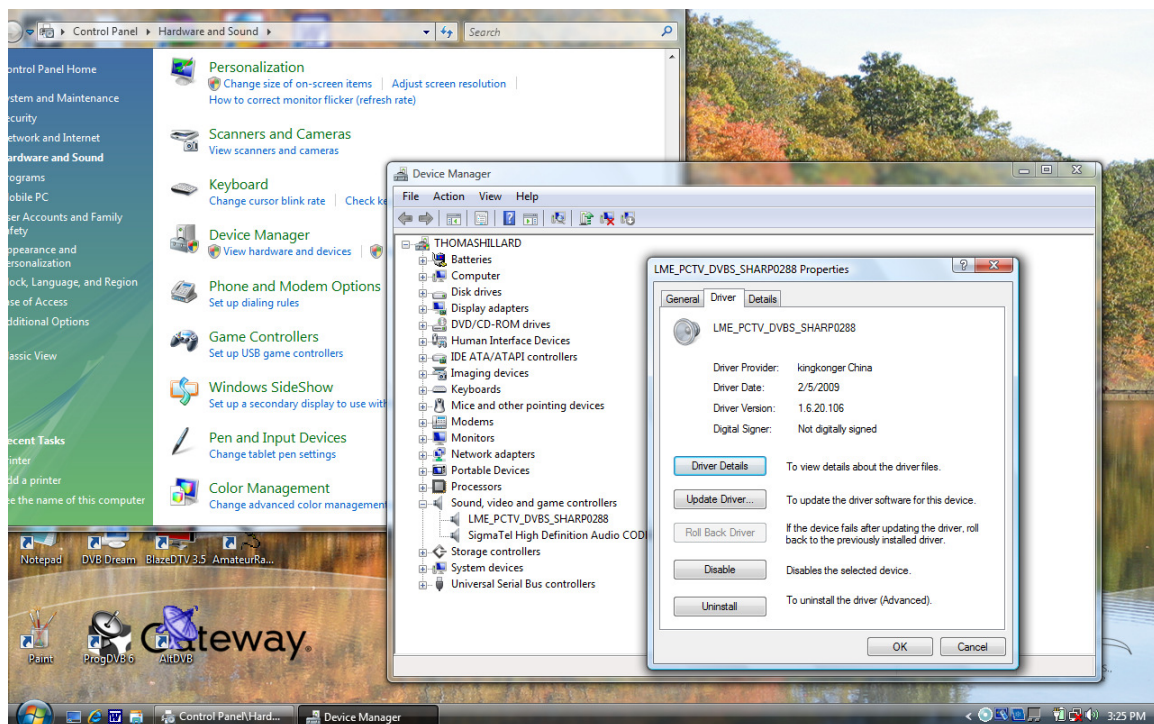 Control Panel ▸ Hardware and Sound ▸
Search
ontrol Panel Home
ystem and Maintenance
ecurity
etwork and Internet
ardware and Sound
rograms
obile PC
ser Accounts and Family
afety
ppearance and
ersonalization
lock, Language, and Region
ase of Access
dditional Options
lassic View
ecent Tasks
rinter
dd a printer
ee the name of this computer
Personalization
Change size of on-screen items
Adjust screen resolution
How to correct monitor flicker (refresh rate)
Scanners and Cameras
View scanners and cameras
Keyboard
Change cursor blink rate
Check ke
Device Manager
View hardware and devices
Phone and Modem Options
Set up dialing rules
Game Controllers
Set up USB game controllers
Windows SideShow
Set up a secondary display to use with
Pen and Input Devices
Change tablet pen settings
Color Management
Change advanced color management
Device Manager
File Action View Help
THOMASHILLARD
Batteries
Computer
Disk drives
Display adapters
DVD/CD-ROM drives
Human Interface Devices
IDE ATA/ATAPI controllers
Imaging devices
Keyboards
Mice and other pointing devices
Modems
Monitors
Network adapters
Portable Devices
Processors
Sound, video and game controllers
LME_PCTV_DVBS_SHARP0288
SigmaTel High Definition Audio CODE
Storage controllers
System devices
Universal Serial Bus controllers
LME_PCTV_DVBS_SHARP0288 Properties
General Driver Details
LME_PCTV_DVBS_SHARP0288
Driver Provider: kingkonger China
Driver Date: 2/5/2009
Driver Version: 1.6.20.106
Digital Signer: Not digitally signed
Driver Details
To view details about the driver files.
Update Driver...
To update the driver software for this device.
Roll Back Driver
If the device fails after updating the driver, roll
back to the previously installed driver.
Disable
Disables the selected device.
Uninstall
To uninstall the driver (Advanced).
OK Cancel
Notepad
DVB Dream
BlazeDTV 3.5
AmateurRa...
Gateway.
Paint
ProgDVB 6
AltDVB
Control Panel\Hard...
Device Manager
3:25 PM